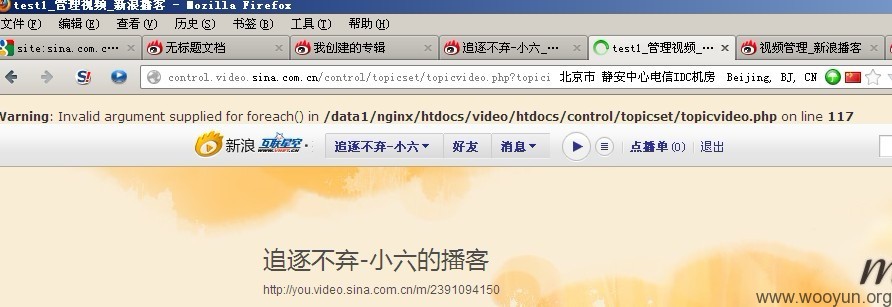 test1_管理视频_新浪播客 - Mozilla Firefox
文件(F) 编辑(E) 查看(V) 历史(S) 书签(B) 工具(T) 帮助(H)
site:sina.com.c... 无标题文档 我创建的专辑 追逐不弃-小六_... test1_管理视频_... 视频管理_新浪播客
control.video.sina.com.cn/control/topicset/topicvideo.php?topici 北京市 静安中心电信IDC机房 Beijing, BJ, CN
Warning: Invalid argument supplied for foreach() in /data1/nginx/htdocs/video/htdocs/control/topicset/topicvideo.php on line 117
新浪 互联星空 追逐不弃-小六 好友 消息 点播单(0) 退出
追逐不弃-小六的播客
http://you.video.sina.com.cn/m/2391094150
www.wooyun.org